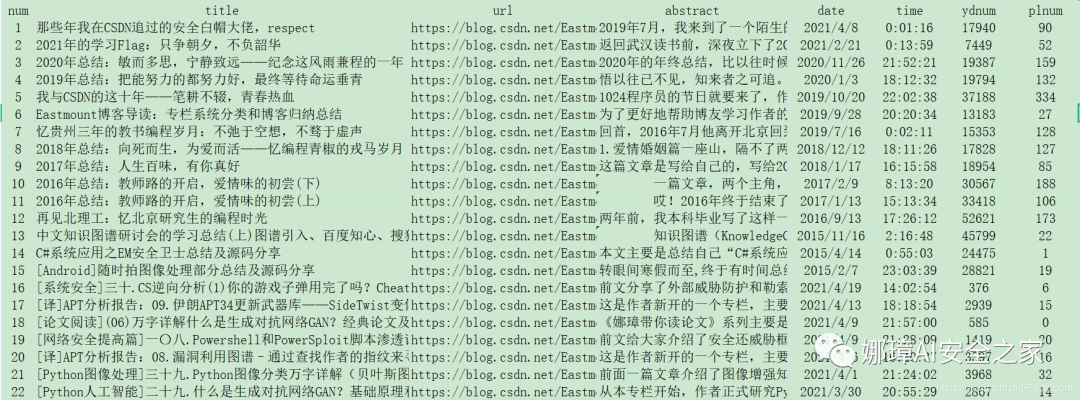 num title url abstract date time ydnum plnum
1 那些年我在CSDN追过的安全白帽大佬，respect https://blog.csdn.net/Eastm 2019年7月，我来到了一个陌生的 2021/4/8 0:01:16 17940 90
2 2021年的学习Flag：只争朝夕，不负韶华 https://blog.csdn.net/Eastm 返回武汉读书前，深夜立下了20 2021/2/21 0:13:59 7449 52
3 2020年总结：敏而多思，宁静致远——纪念这风雨兼程的一年 https://blog.csdn.net/Eastm 2020年的年终总结，比以往时候 2020/11/26 21:52:21 19387 159
4 2019年总结：把能努力的都努力好，最终等待命运垂青 https://blog.csdn.net/Eastm 悟以往已不见，知来者之可追。 2020/1/3 18:12:32 19794 132
5 我与CSDN的这十年——笔耕不辍，青春热血 https://blog.csdn.net/Eastm 1024程序员的节日就要来了，作 2019/10/20 22:02:38 37188 334
6 Eastmount博客导读：专栏系统分类和博客归纳总结 https://blog.csdn.net/Eastm 为了更好地帮助博友学习作者的 2019/9/28 20:20:34 13183 27
7 忆贵州三年的教书编程岁月：不弛于空想，不骛于虚声 https://blog.csdn.net/Eastm 回首，2016年7月他离开北京回到 2019/7/16 0:02:11 15353 128
8 2018年总结：向死而生，为爱而活——忆编程青椒的戎马岁月 https://blog.csdn.net/Eastm 1.爱情婚姻篇一座山，隔不了两 2018/12/12 18:11:26 17828 127
9 2017年总结：人生百味，有你真好 https://blog.csdn.net/Eastm 这篇文章是写给自己的，写给20 2018/1/17 16:15:58 18954 85
10 2016年总结：教师路的开启，爱情味的初尝(下) https://blog.csdn.net/Eastm 一篇文章，两个主角， 2017/2/9 8:13:20 30567 188
11 2016年总结：教师路的开启，爱情味的初尝(上) https://blog.csdn.net/Eastm 哎！2016年终于结束了 2017/1/13 15:13:34 33418 106
12 再见北理工：忆北京研究生的编程时光 https://blog.csdn.net/Eastm 两年前，我本科毕业写了这样一 2016/9/13 17:26:12 52621 173
13 中文知识图谱研讨会的学习总结(上)图谱引入、百度知心、搜狗 https://blog.csdn.net/Eastm 知识图谱（KnowledgeG 2015/11/16 2:16:48 45799 22
14 C#系统应用之EM安全卫士总结及源码分享 https://blog.csdn.net/Eastm 本文主要是总结自己“C#系统应 2015/4/14 0:55:03 24475 1
15 [Android]随时拍图像处理部分总结及源码分享 https://blog.csdn.net/Eastm 转眼间寒假而至,终于有时间总结 2015/2/7 23:03:39 28821 19
16 [系统安全]三十.CS逆向分析(1)你的游戏子弹用完了吗？Cheat https://blog.csdn.net/Eastm 前文分享了外部威胁防护和勒索 2021/4/19 14:02:54 376 6
17 [译]APT分析报告：09.伊朗APT34更新武器库——SideTwist变体 https://blog.csdn.net/Eastm 这是作者新开的一个专栏，主要 2021/4/13 18:18:54 2939 15
18 [论文阅读](06)万字详解什么是生成对抗网络GAN？经典论文及 https://blog.csdn.net/Eastm 《娜璋带你读论文》系列主要是 2021/4/9 21:57:00 585 0
19 [网络安全提高篇]一〇八.Powershell和PowerSploit脚本渗透详 https://blog.csdn.net/Eastm 前文给大家介绍了安全还威胁框 1419 30
20 [译]APT分析报告：08.漏洞利用图谱–通过查找作者的指纹来寻 https://blog.csdn.net/Eastm 这是作者新开的一个专栏，主要 16
21 [Python图像处理]三十九.Python图像分类万字详解（贝叶斯图 https://blog.csdn.net/Eastm 前面一篇文章介绍了图像增强知 2021/4/1 21:24:02 3968 32
22 [Python人工智能]二十九.什么是生成对抗网络GAN？基础原理和 https://blog.csdn.net/Eastm 从本专栏开始，作者正式研究Py 2021/3/30 20:55:29 2867 14
娜璋AI安全之家